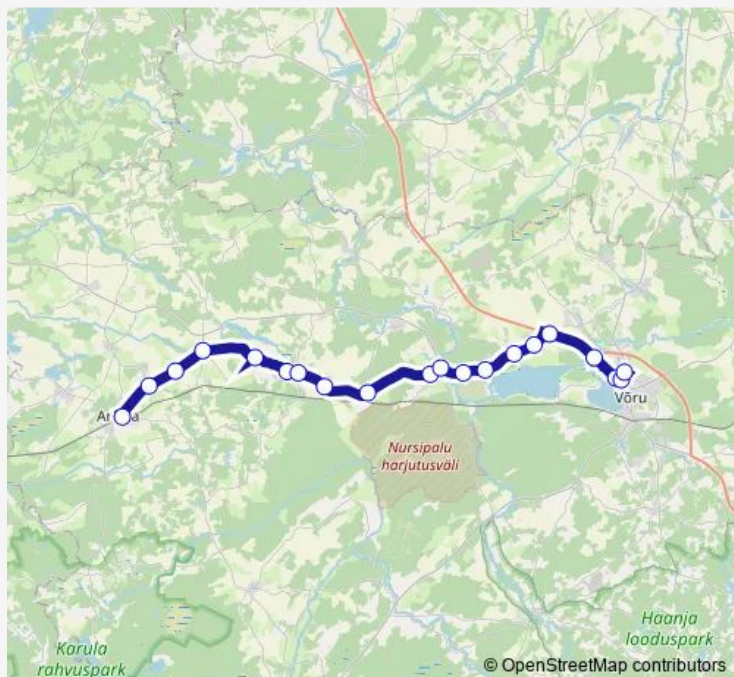 Võru
Nursipalu
harjutusväli
Haanja
looduspark
Karula
rahvuspark
© OpenStreetMap contributors